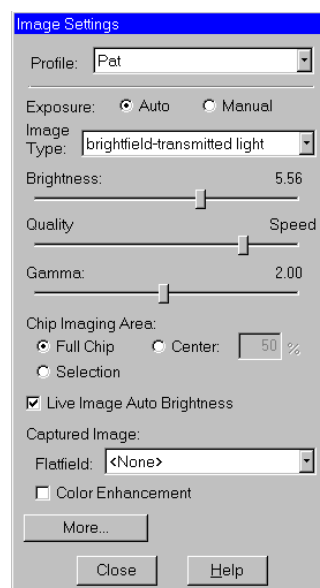 Image Settings
Profile: Pat
Exposure: Auto Manual
Image
Type: brightfield-transmitted light
Brightness: 5.56
Quality Speed
Gamma: 2.00
Chip Imaging Area:
Full Chip Center: 50 %
Selection
Live Image Auto Brightness
Captured Image:
Flatfield: <None>
Color Enhancement
More...
Close Help